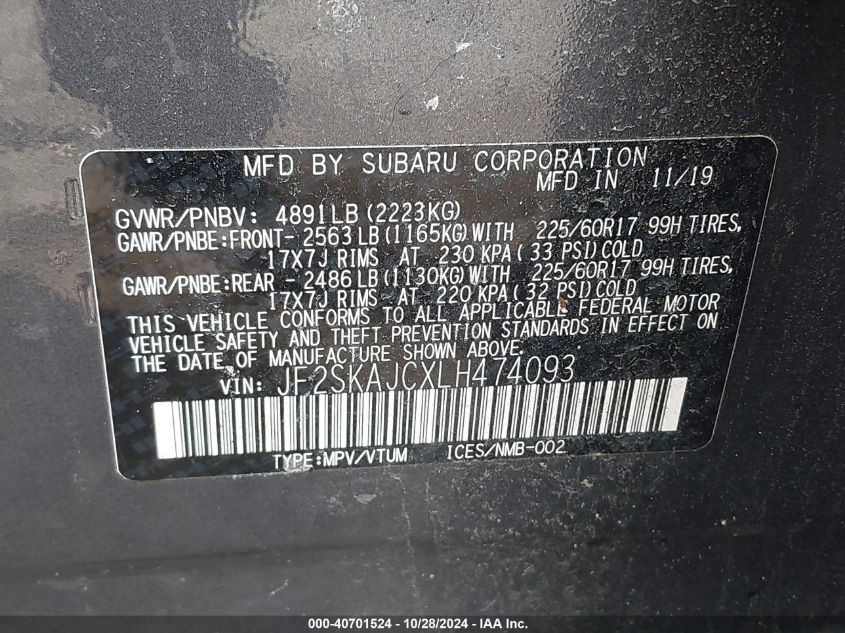 MFD BY SUBARU CORPORATION
MFD IN 11/19
GVWR/PNBV: 4891LB (2223KG)
GAWR/PNBE:FRONT- 2563 LB (1165KG) WITH 225/60R17 99H TIRES,
17X7J RIMS AT 230 KPA ( 33 PSI) COLD
GAWR/PNBE:REAR - 2486 LB (1130KG) WITH 225/60R17 99H TIRES,
17X7J RIMS AT 220 KPA ( 32 PSI) COLD
THIS VEHICLE CONFORMS TO ALL APPLICABLE FEDERAL MOTOR
VEHICLE SAFETY AND THEFT PREVENTION STANDARDS IN EFFECT ON
THE DATE OF MANUFACTURE SHOWN ABOVE.
VIN: JF2SKAJCXLH474093
TYPE:MPV/VTUM ICES/NMB-002
000-40701524 | 10/28/2024 | IAAI.COM